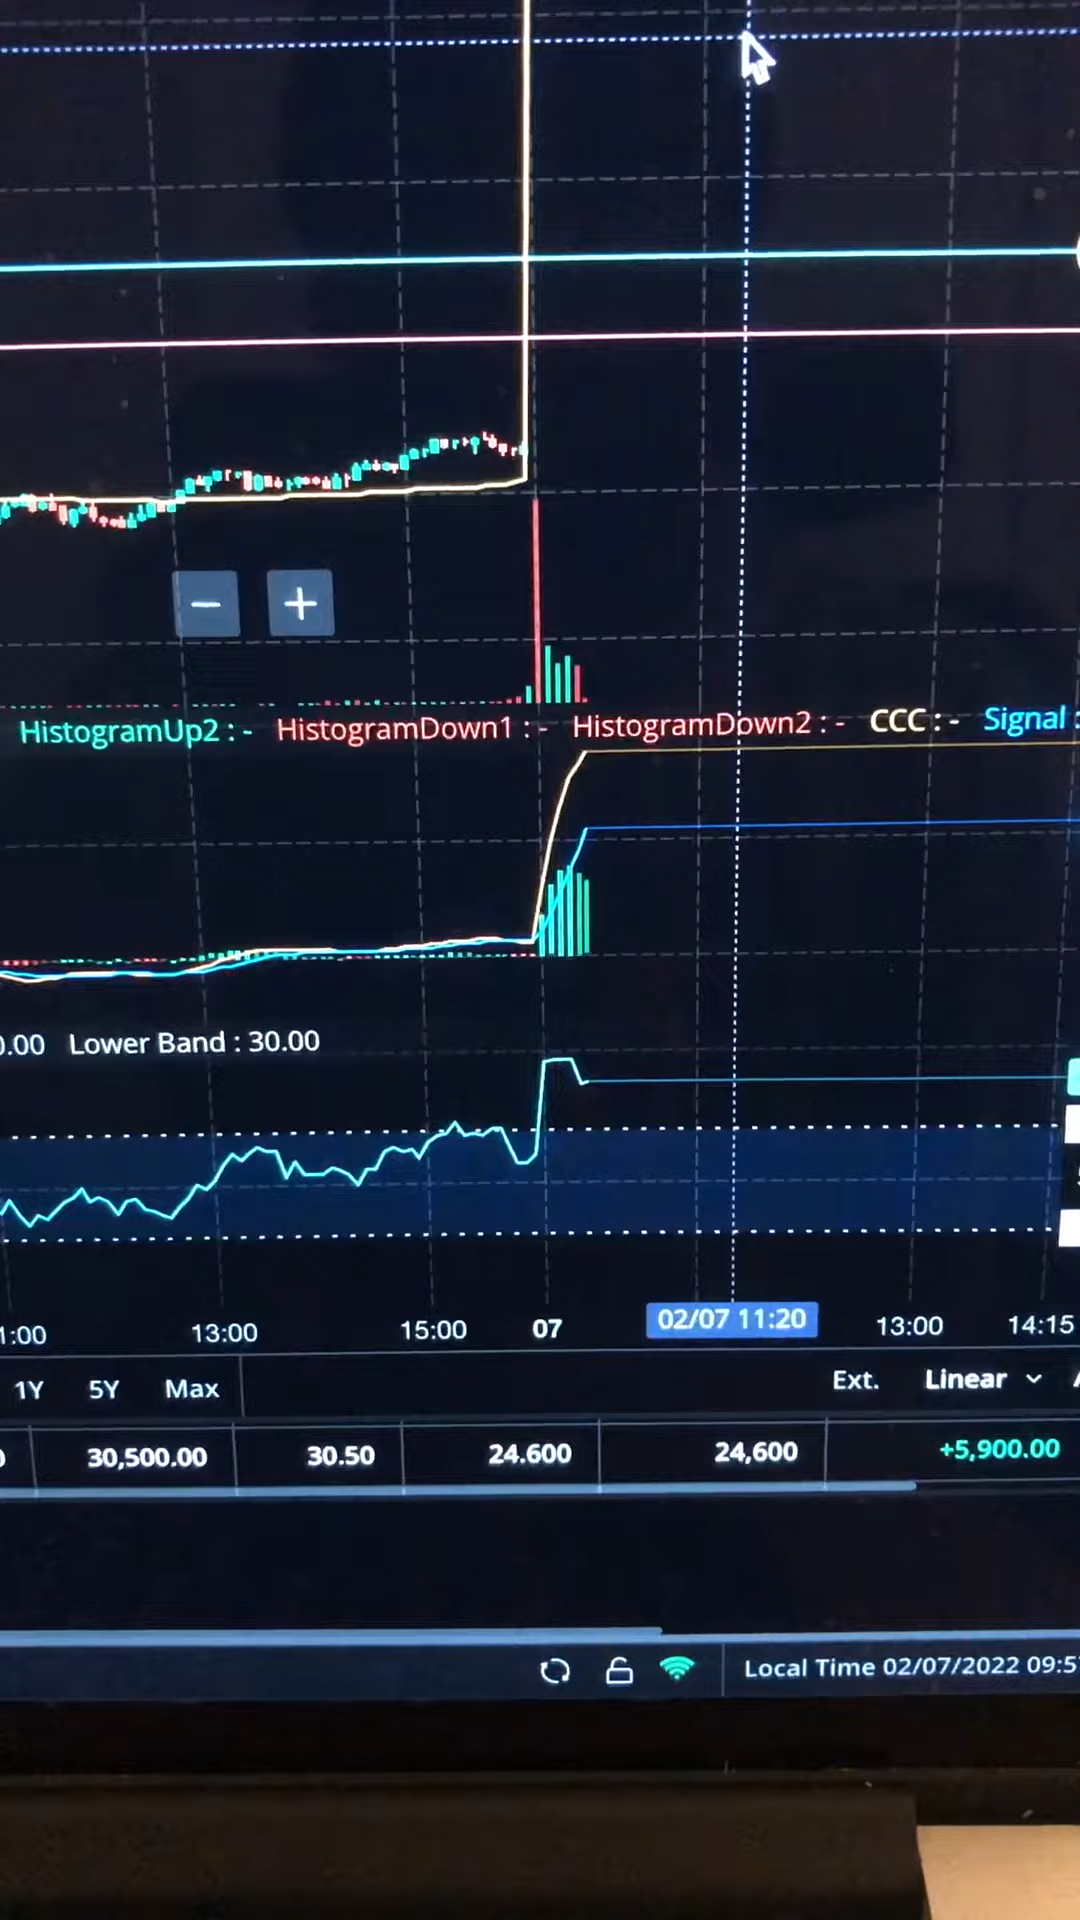 − +
HistogramUp2 : - HistogramDown1 : - HistogramDown2 : - CCC : - Signal :
0.00 Lower Band : 30.00
1:00 13:00 15:00 07 02/07 11:20 13:00 14:15
1Y 5Y Max Ext. Linear
30,500.00 30.50 24.600 24,600 +5,900.00
Local Time 02/07/2022 09:57